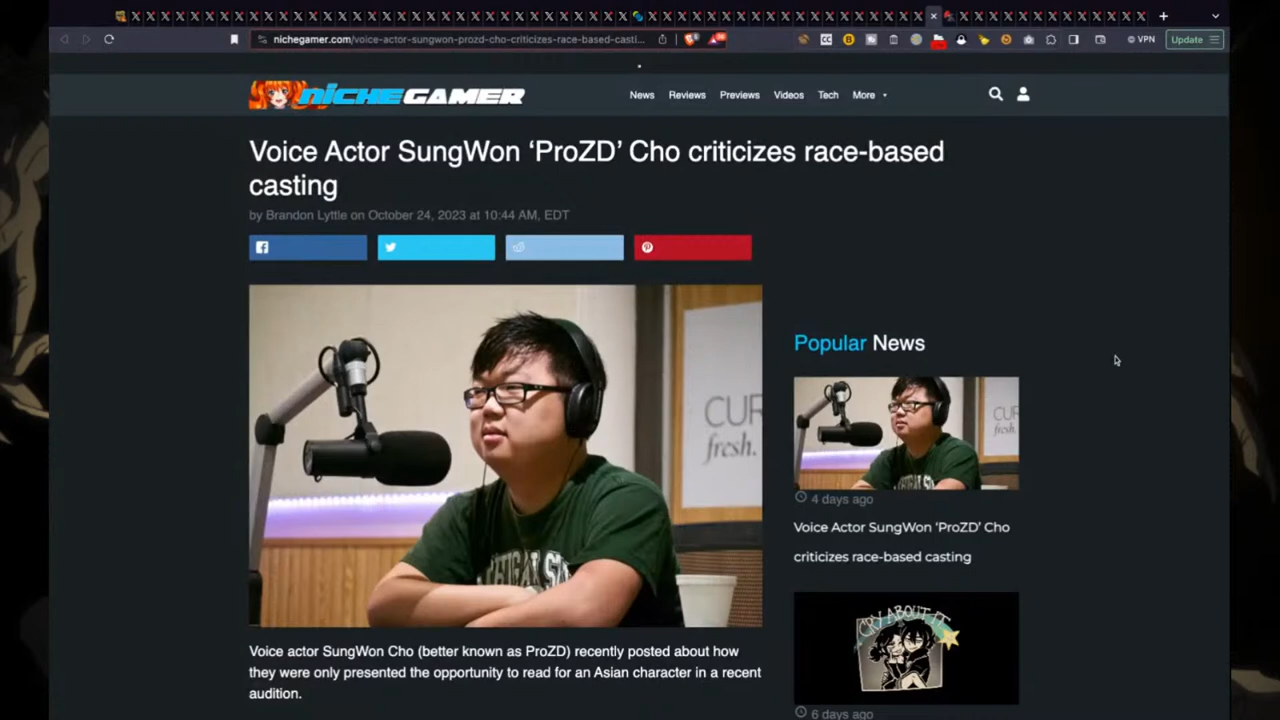 nichegamer.com/voice-actor-sungwon-prozd-cho-criticizes-race-based-casti...
VPN
Update
NICHEGAMER
News
Reviews
Previews
Videos
Tech
More
Voice Actor SungWon ‘ProZD’ Cho criticizes race-based
casting
by Brandon Lyttle on October 24, 2023 at 10:44 AM, EDT
CUR
fresh.
Popular News
4 days ago
Voice Actor SungWon ‘ProZD’ Cho
criticizes race-based casting
CRY ABOUT IT
6 days ago
Voice actor SungWon Cho (better known as ProZD) recently posted about how
they were only presented the opportunity to read for an Asian character in a recent
audition.